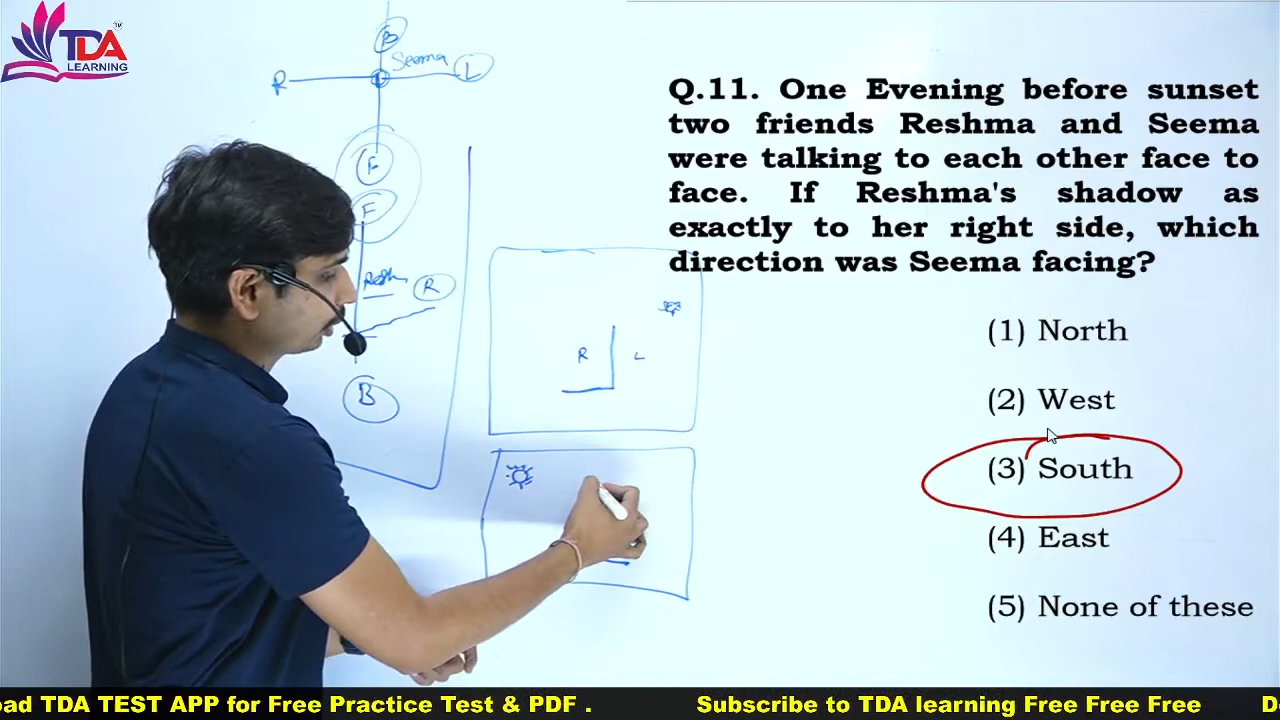 TDA
LEARNING
B
Seema
R
L
F
F
Resh
R
B
R L
Q.11. One Evening before sunset
two friends Reshma and Seema
were talking to each other face to
face. If Reshma's shadow as
exactly to her right side, which
direction was Seema facing?
(1) North
(2) West
(3) South
(4) East
(5) None of these
oad TDA TEST APP for Free Practice Test & PDF . Subscribe to TDA learning Free Free Free D